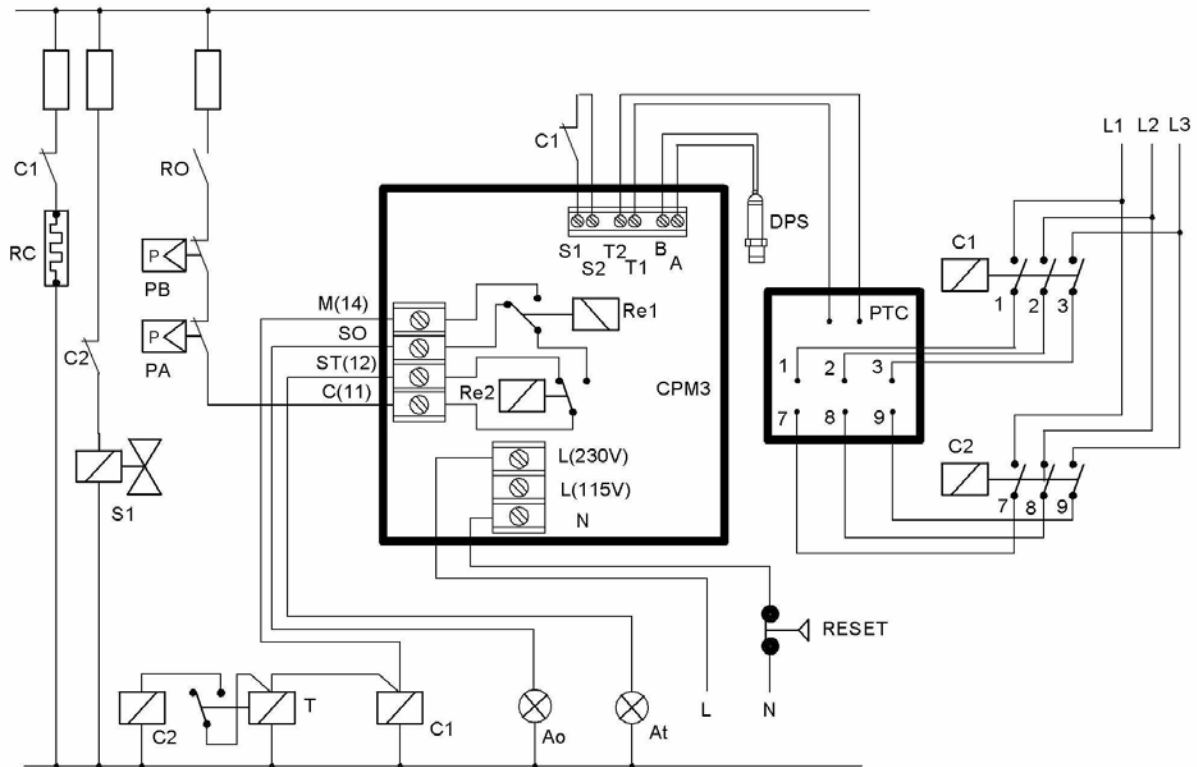 L1 L2 L3
C1
C1
RO
RC
P
PB
P
PA
C2
S1
S1
S2
T2
T1
B
A
DPS
C1
1 2 3
PTC
1 2 3
7 8 9
C2
7 8 9
M(14)
SO
ST(12)
C(11)
Re1
Re2
CPM3
L(230V)
L(115V)
N
RESET
C2
T
C1
Ao
At
L
N